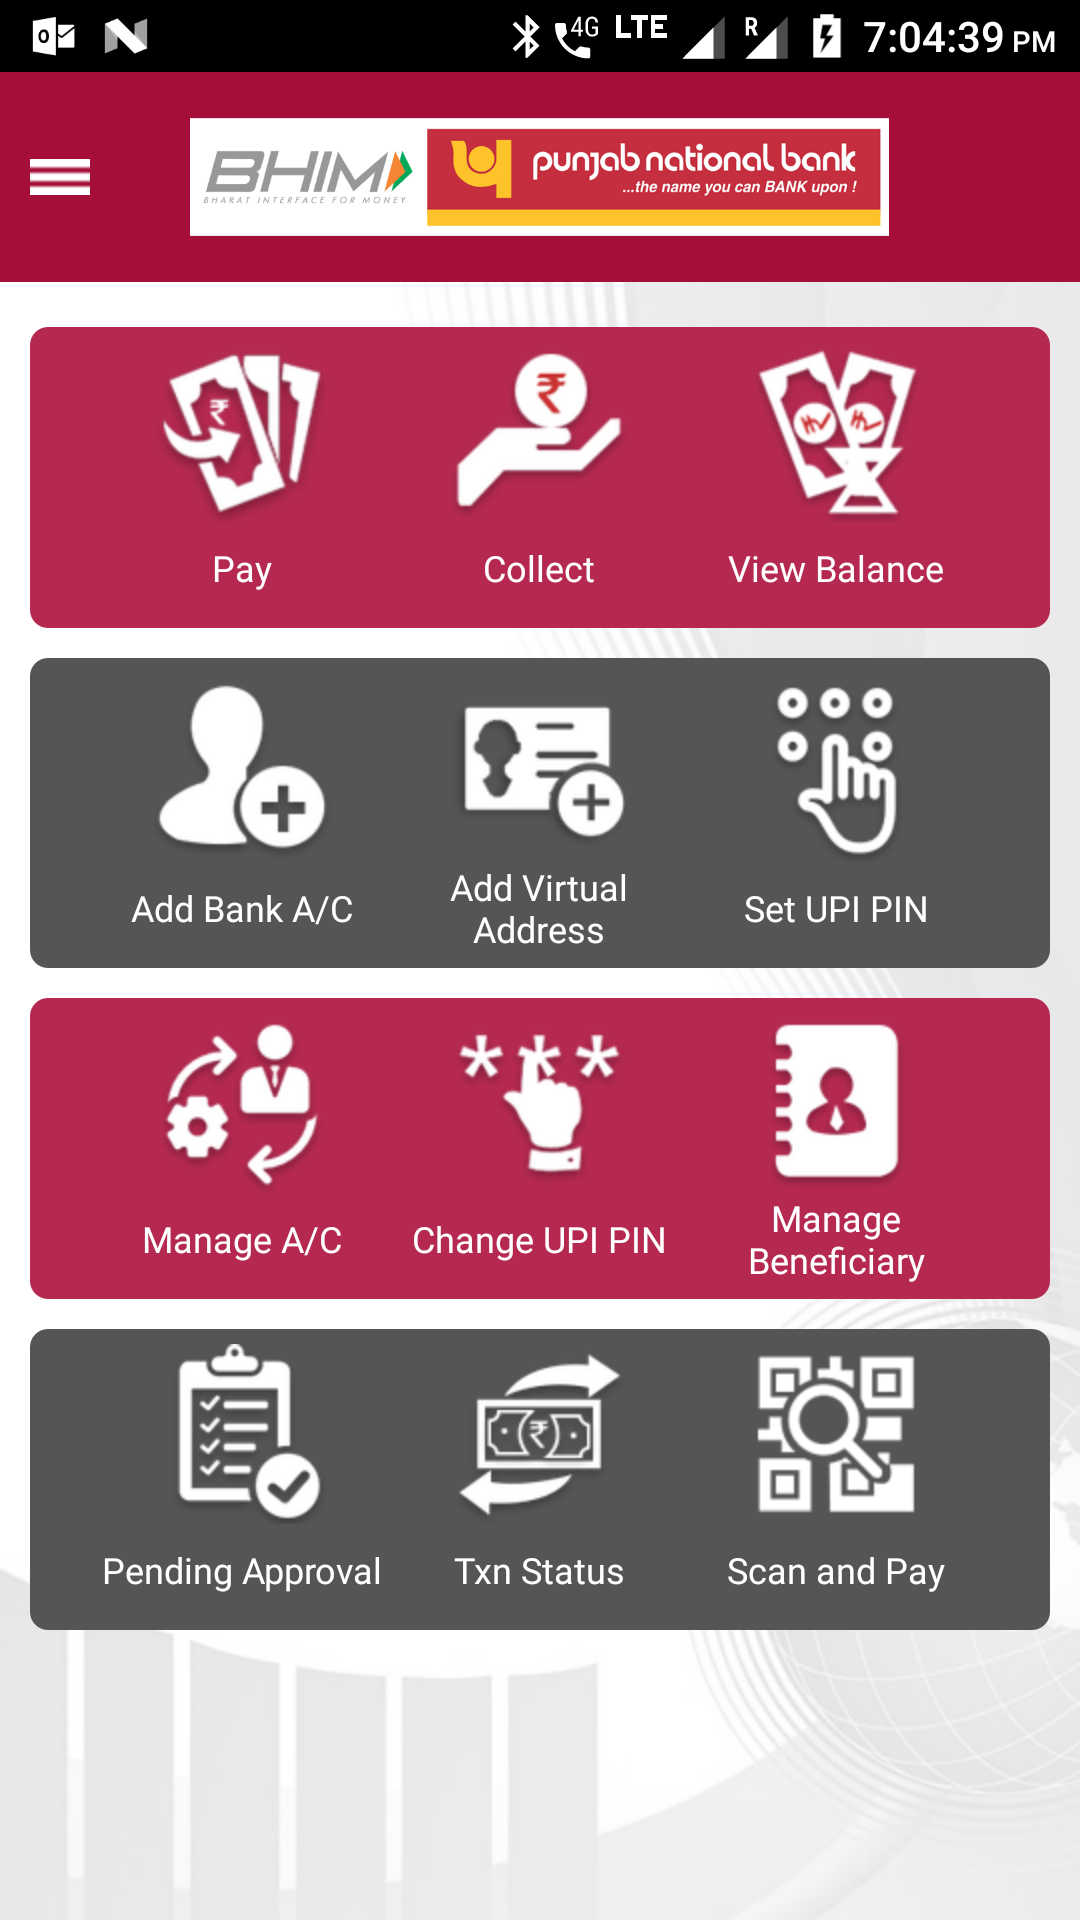 4G LTE R 7:04:39 PM
BHIM punjab national bank
BHARAT INTERFACE FOR MONEY ...the name you can BANK upon !
Pay Collect View Balance
Add Bank A/C Add Virtual Address Set UPI PIN
Manage A/C Change UPI PIN Manage Beneficiary
Pending Approval Txn Status Scan and Pay